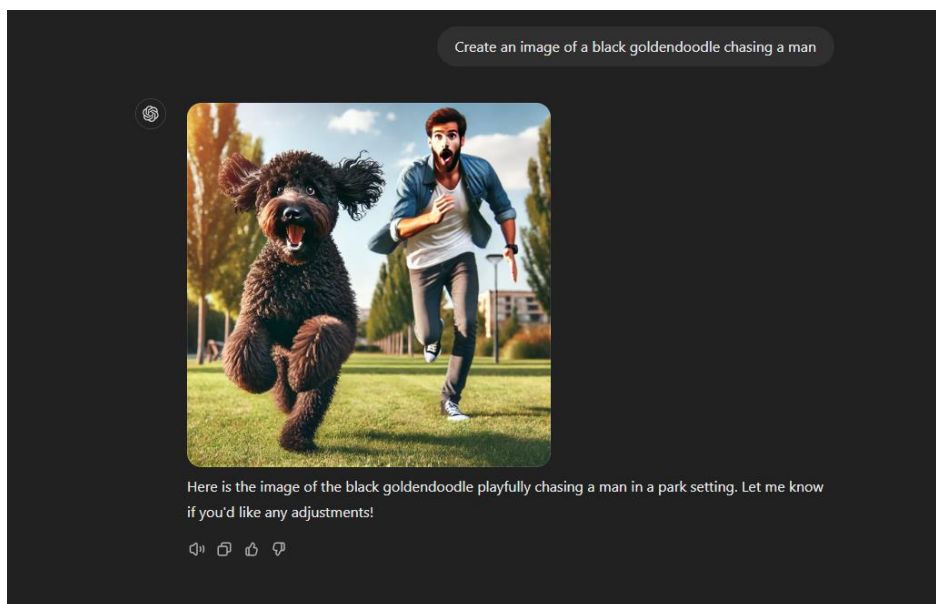 Create an image of a black goldendoodle chasing a man
Here is the image of the black goldendoodle playfully chasing a man in a park setting. Let me know
if you'd like any adjustments!